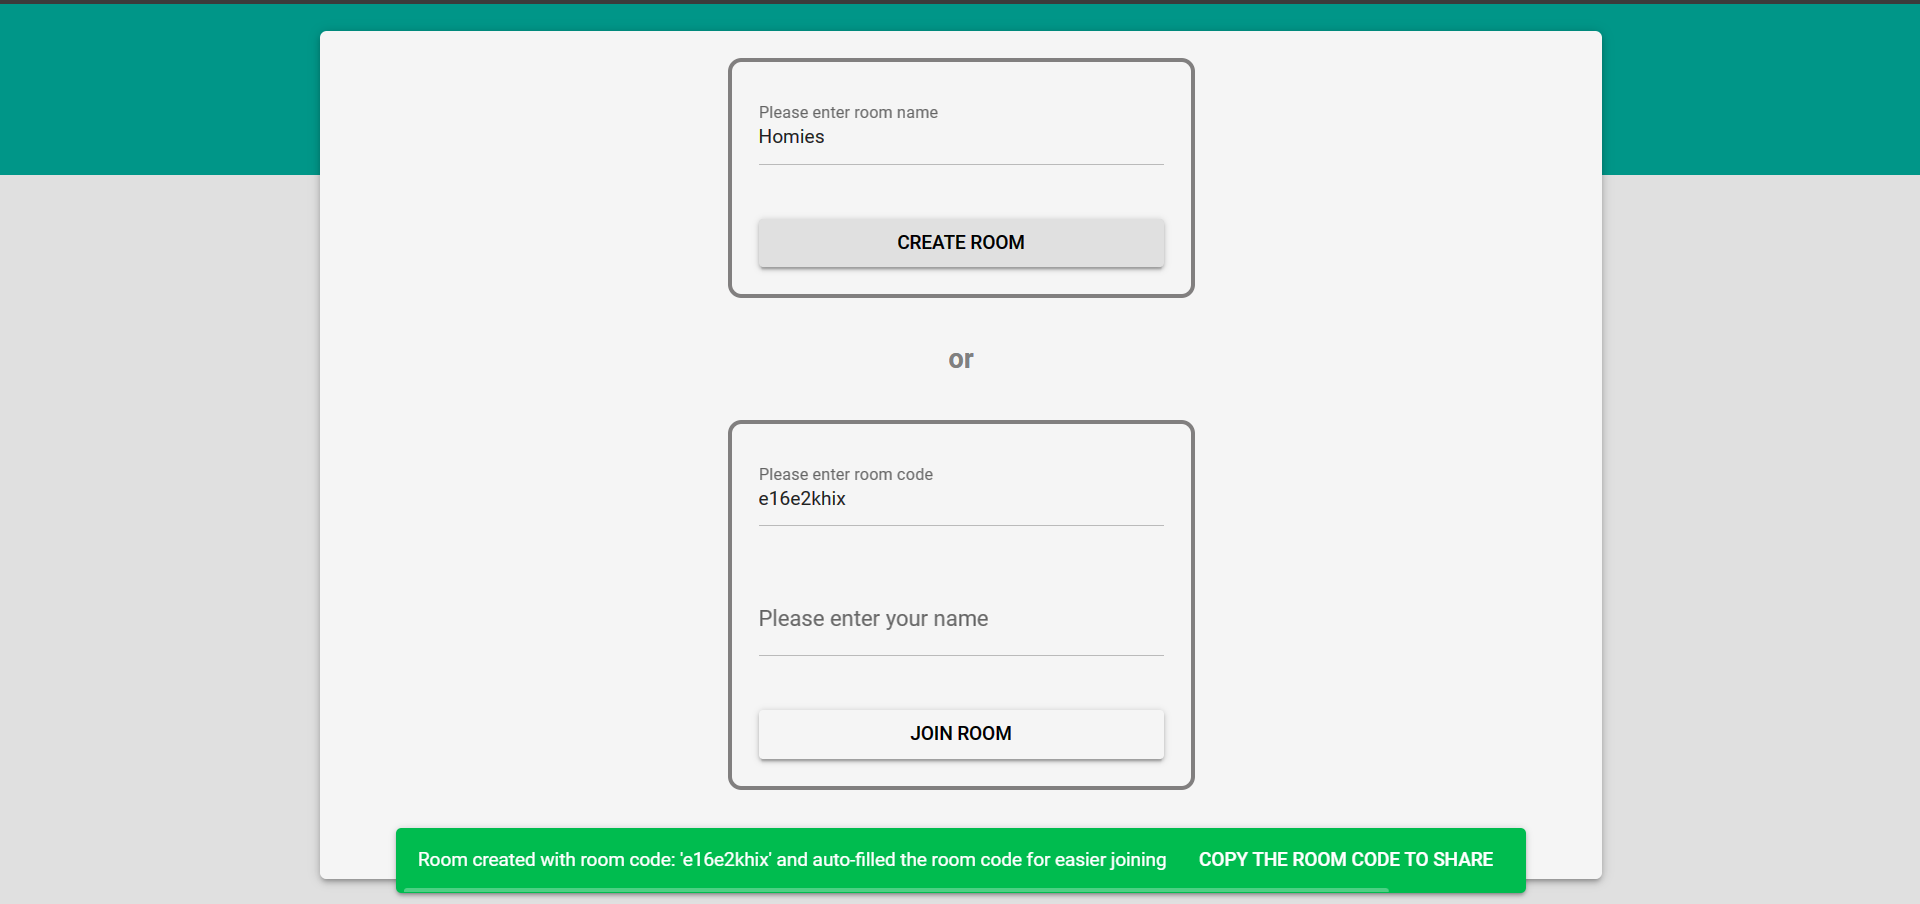 Please enter room name
Homies
CREATE ROOM
or
Please enter room code
e16e2khix
Please enter your name
JOIN ROOM
Room created with room code: 'e16e2khix' and auto-filled the room code for easier joining COPY THE ROOM CODE TO SHARE